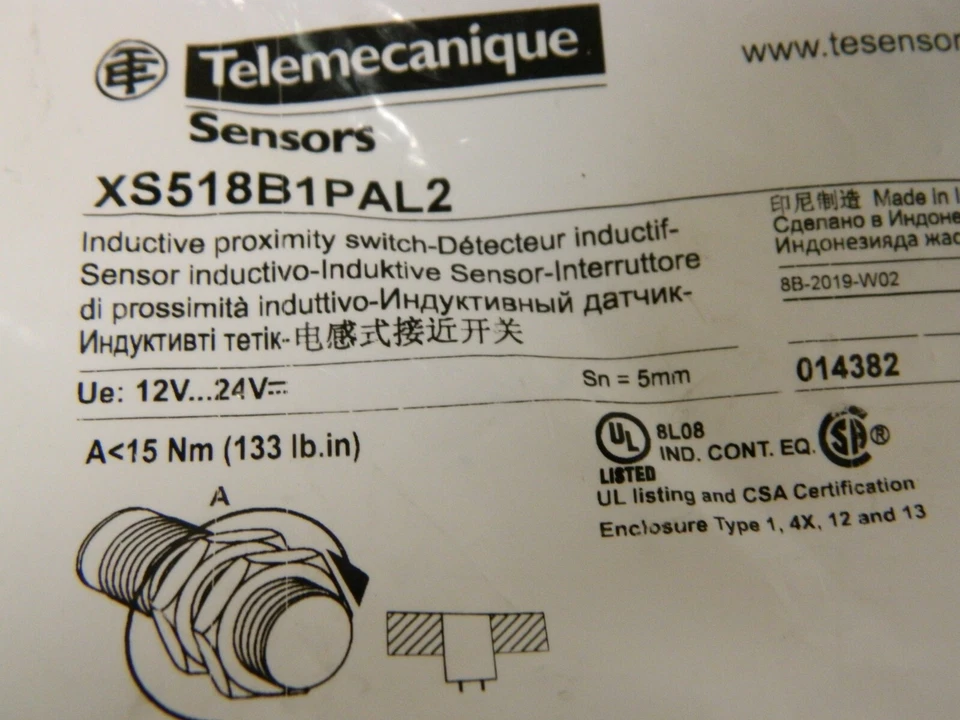 Telemecanique
Sensors
www.tesensor
XS518B1PAL2
Inductive proximity switch-Détecteur inductif-
Sensor inductivo-Induktive Sensor-Interruttore
di prossimità induttivo-Индуктивный датчик-
Индуктивті тетік-电感式接近开关
印尼制造 Made in I
Сделано в Индоне
Индонезияда жас
8B-2019-W02
Ue: 12V...24V⎓
Sn = 5mm
014382
A<15 Nm (133 lb.in)
A
UL
LISTED
8L08
IND. CONT. EQ.
SA®
UL listing and CSA Certification
Enclosure Type 1, 4X, 12 and 13